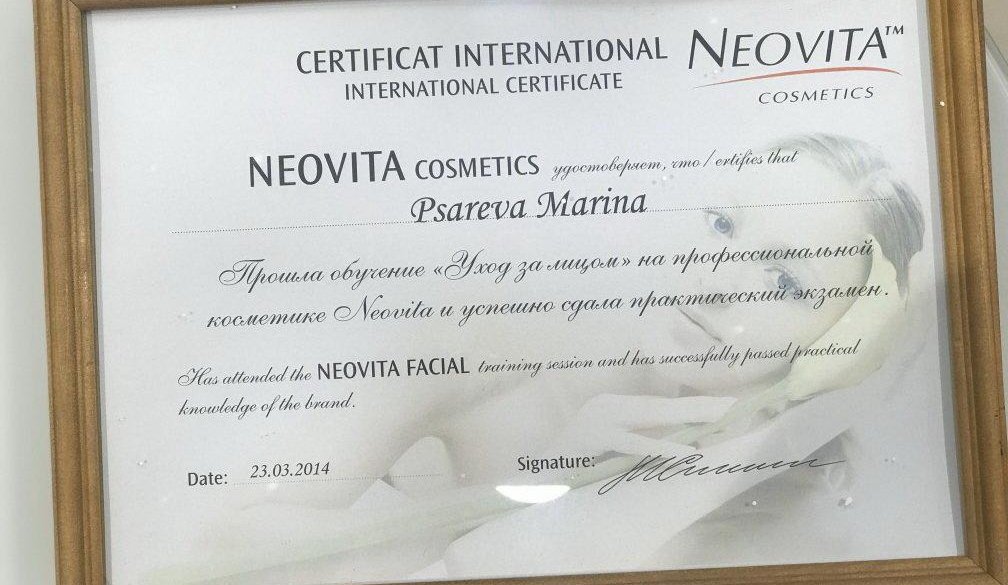 CERTIFICAT INTERNATIONAL
INTERNATIONAL CERTIFICATE
NEOVITA™
COSMETICS
NEOVITA COSMETICS удостоверяет, что / ertifies that
Psareva Marina
Прошла обучение «Уход за лицом» на профессиональной
косметике Neovita и успешно сдала практический экзамен.
Has attended the NEOVITA FACIAL training session and has successfully passed practical
knowledge of the brand.
Date: 23.03.2014
Signature: